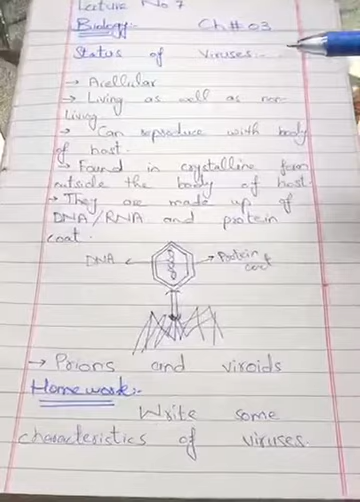 Lecture No 7
Biology:- Ch # 03
Status of Viruses:-
→ Acellular
→ Living as well as non-
Living.
→ Can reproduce with body
of host.
→ Found in crystalline form
outside the body of host.
→ They are made up of
DNA/RNA and protein
coat.
DNA ← → Protein
coat
→ Prions and viroids
Homework:-
Write some
characteristics of viruses.